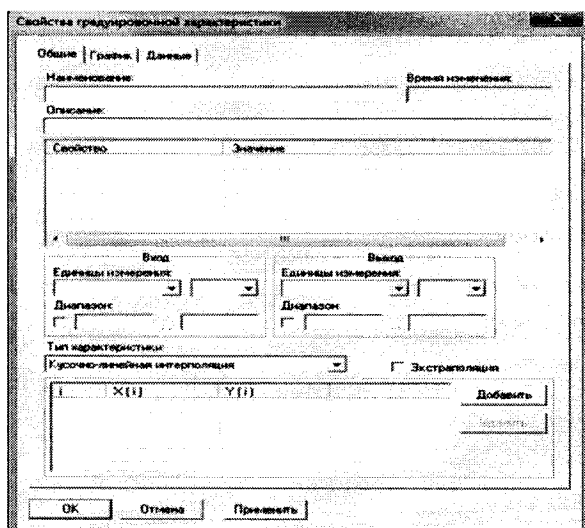 Свойства градуировочной характеристики
Общие График Данные
Наименование: Время изменения:
Описание:
Свойство Значение
Вход Выход
Единицы измерения: Единицы измерения:
Диапазон: Диапазон:
Тип характеристики:
Кусочно-линейная интерполяция Экстраполяция
i X(i) Y(i)
Добавить
OK Отмена Применить